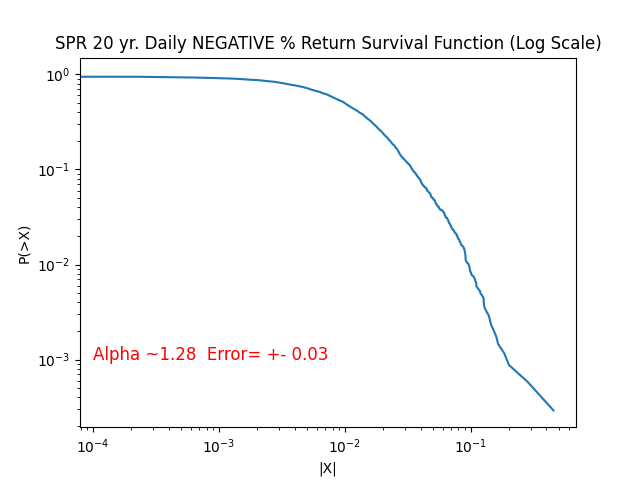 SPR 20 yr. Daily NEGATIVE % Return Survival Function (Log Scale)
10⁰
10⁻¹
10⁻²
10⁻³
P(>X)
Alpha ~1.28  Error= +- 0.03
10⁻⁴ 10⁻³ 10⁻² 10⁻¹
|X|